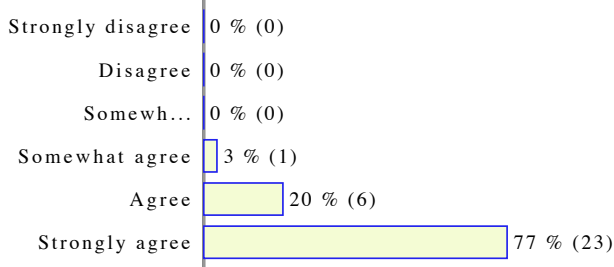 Strongly disagree 0 % (0)
Disagree 0 % (0)
Somewh... 0 % (0)
Somewhat agree 3 % (1)
Agree 20 % (6)
Strongly agree 77 % (23)